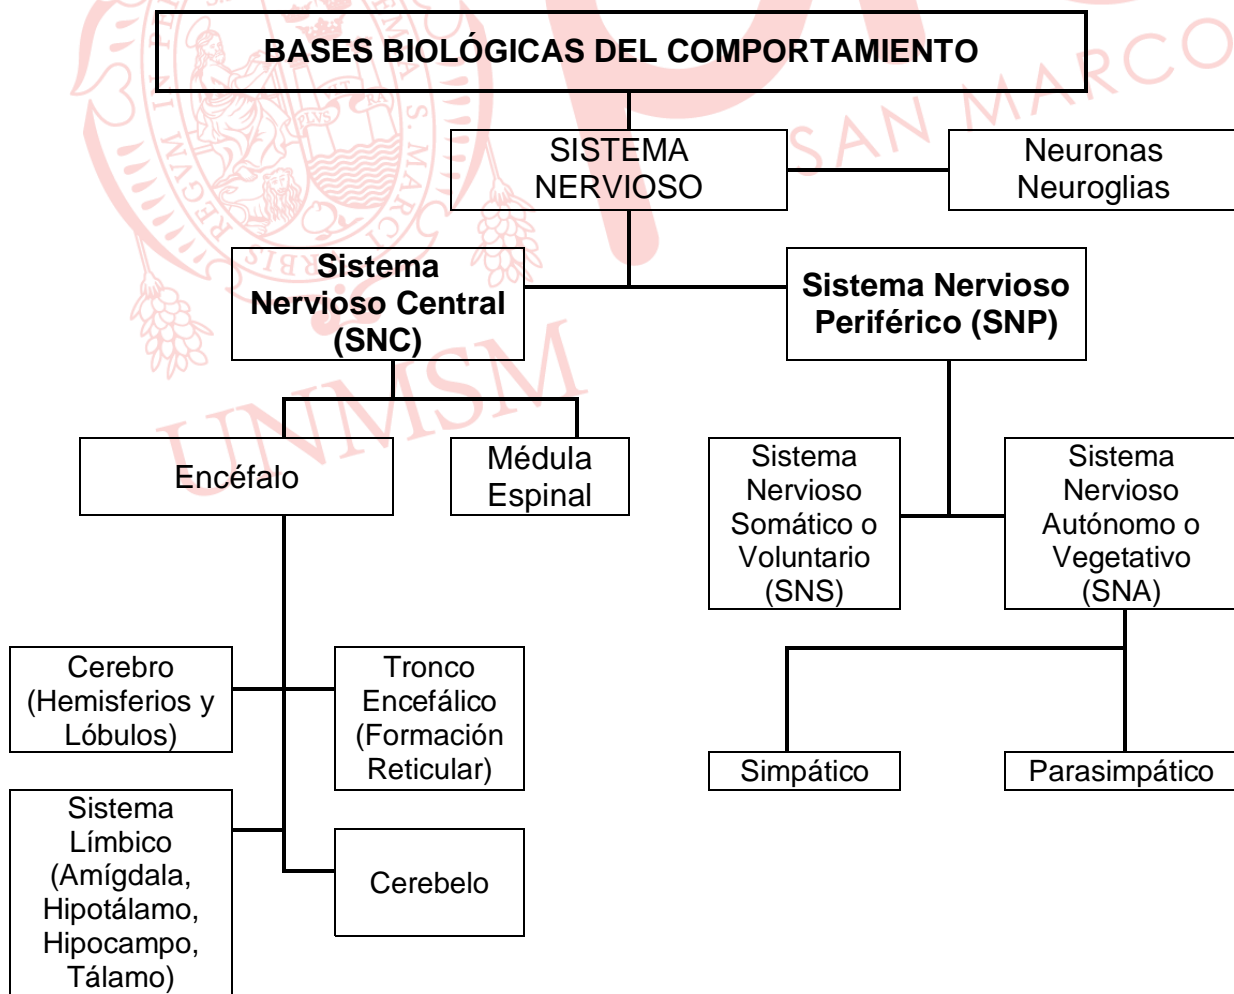 BASES BIOLÓGICAS DEL COMPORTAMIENTO
SAN MARCO
SISTEMA
NERVIOSO
Neuronas
Neuroglias
Sistema
Nervioso Central
(SNC)
Sistema Nervioso
Periférico (SNP)
UNMSM
Encéfalo
Médula
Espinal
Sistema
Nervioso
Somático o
Voluntario
(SNS)
Sistema
Nervioso
Autónomo o
Vegetativo
(SNA)
Cerebro
(Hemisferios y
Lóbulos)
Tronco
Encefálico
(Formación
Reticular)
Simpático
Parasimpático
Sistema
Límbico
(Amígdala,
Hipotálamo,
Hipocampo,
Tálamo)
Cerebelo